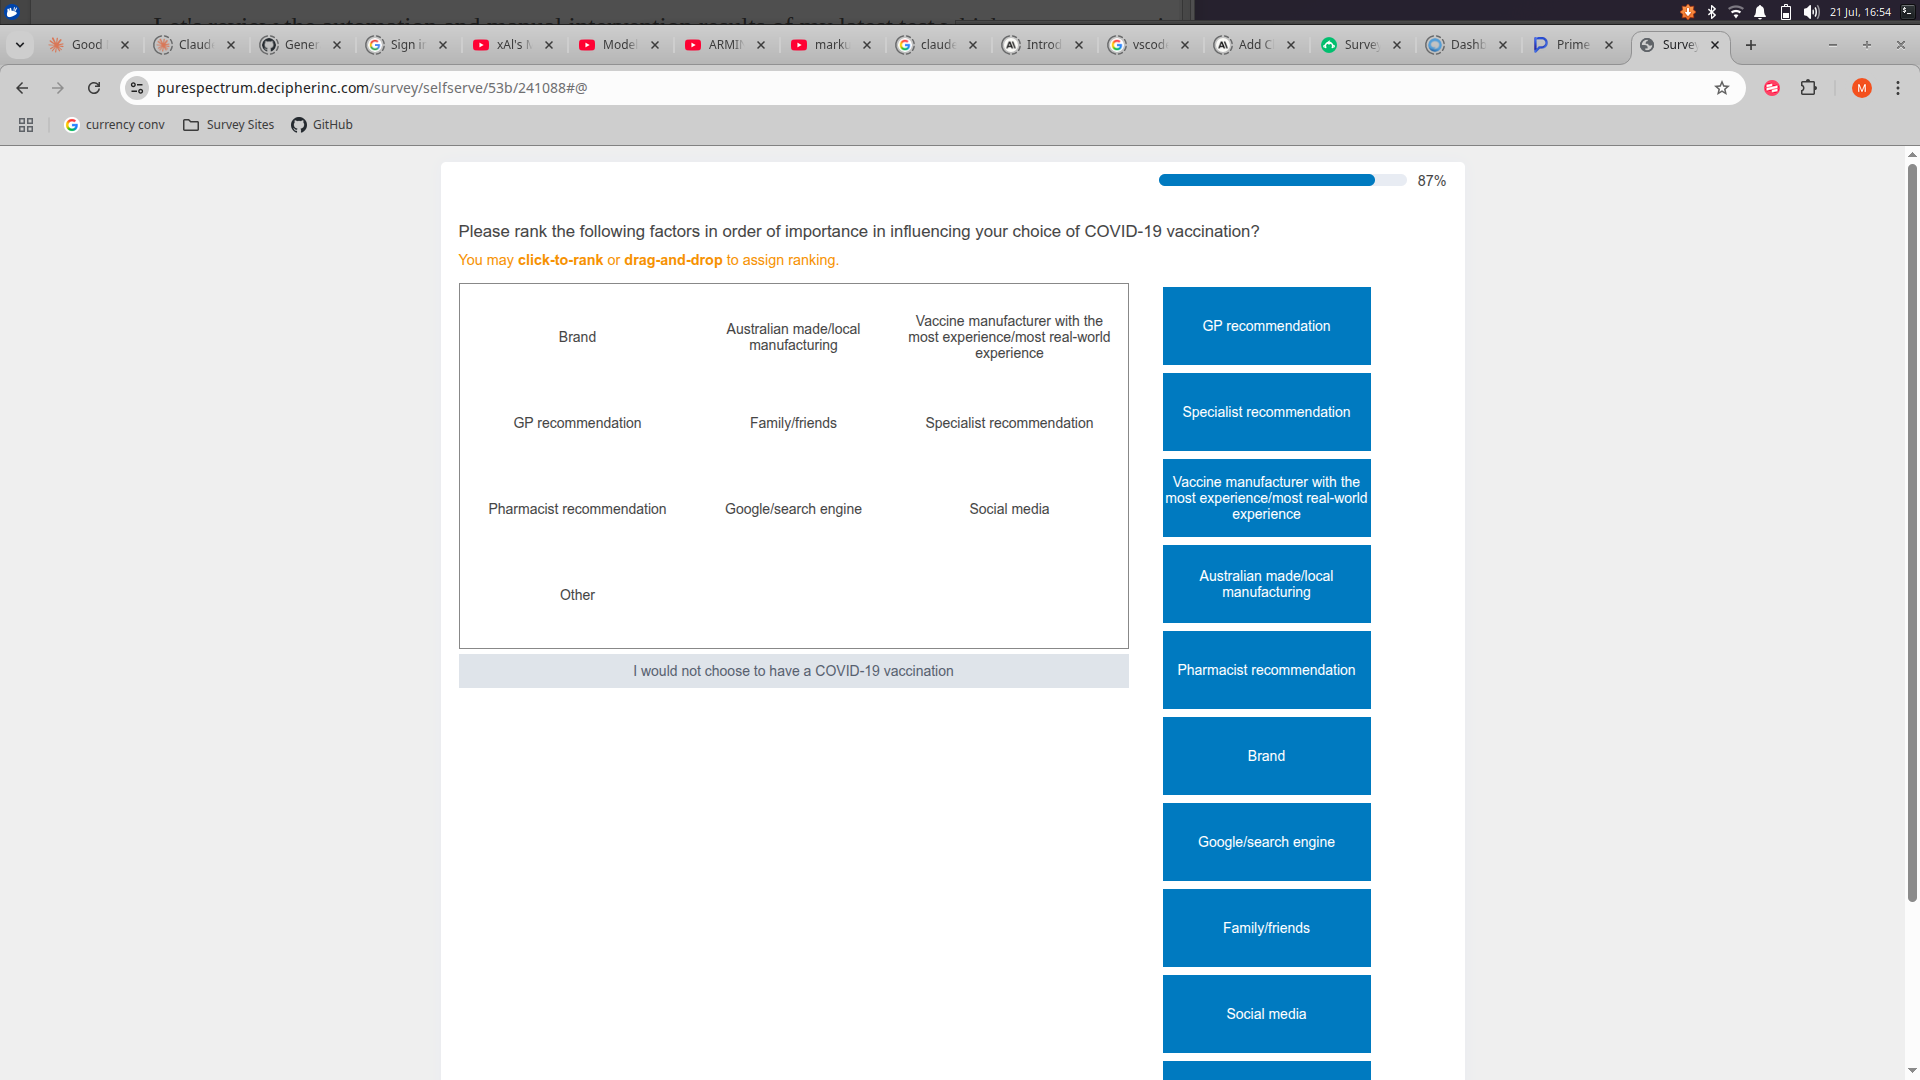 21 Jul, 16:54
Good
Claude
Gener
Sign in
xAI's M
Model
ARMIN
marku
claude
Introd
vscode
Add C
Survey
Dashb
Prime
Survey
purespectrum.decipherinc.com/survey/selfserve/53b/241088#@
M
currency conv
Survey Sites
GitHub
87%
Please rank the following factors in order of importance in influencing your choice of COVID-19 vaccination?
You may click-to-rank or drag-and-drop to assign ranking.
Brand
Australian made/local
manufacturing
Vaccine manufacturer with the
most experience/most real-world
experience
GP recommendation
Family/friends
Specialist recommendation
Pharmacist recommendation
Google/search engine
Social media
Other
I would not choose to have a COVID-19 vaccination
GP recommendation
Specialist recommendation
Vaccine manufacturer with the
most experience/most real-world
experience
Australian made/local
manufacturing
Pharmacist recommendation
Brand
Google/search engine
Family/friends
Social media